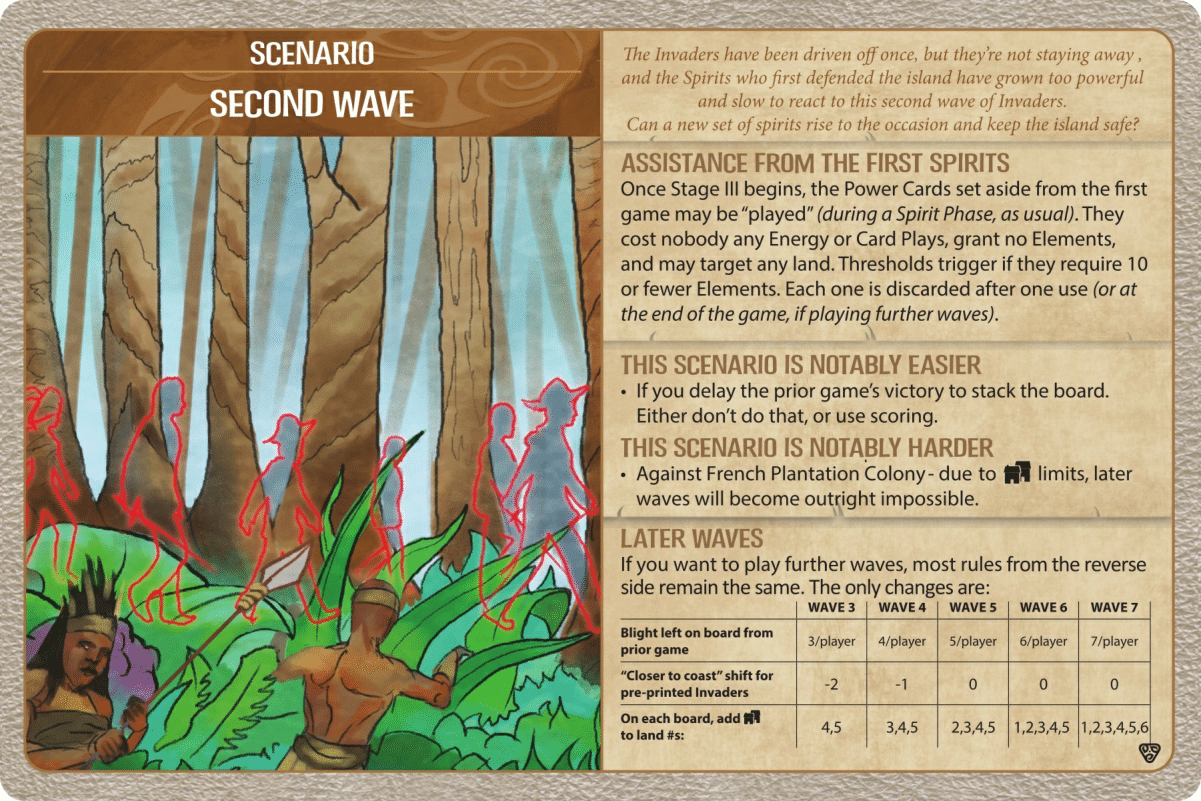 SCENARIO
SECOND WAVE
The Invaders have been driven off once, but they're not staying away ,
and the Spirits who first defended the island have grown too powerful
and slow to react to this second wave of Invaders.
Can a new set of spirits rise to the occasion and keep the island safe?
ASSISTANCE FROM THE FIRST SPIRITS
Once Stage III begins, the Power Cards set aside from the first
game may be "played" (during a Spirit Phase, as usual). They
cost nobody any Energy or Card Plays, grant no Elements,
and may target any land. Thresholds trigger if they require 10
or fewer Elements. Each one is discarded after one use (or at
the end of the game, if playing further waves).
THIS SCENARIO IS NOTABLY EASIER
• If you delay the prior game's victory to stack the board.
Either don't do that, or use scoring.
THIS SCENARIO IS NOTABLY HARDER
• Against French Plantation Colony - due to limits, later
waves will become outright impossible.
LATER WAVES
If you want to play further waves, most rules from the reverse
side remain the same. The only changes are:
WAVE 3 WAVE 4 WAVE 5 WAVE 6 WAVE 7
Blight left on board from
prior game
3/player 4/player 5/player 6/player 7/player
"Closer to coast" shift for
pre-printed Invaders
-2 -1 0 0 0
On each board, add
to land #s:
4,5 3,4,5 2,3,4,5 1,2,3,4,5 1,2,3,4,5,6